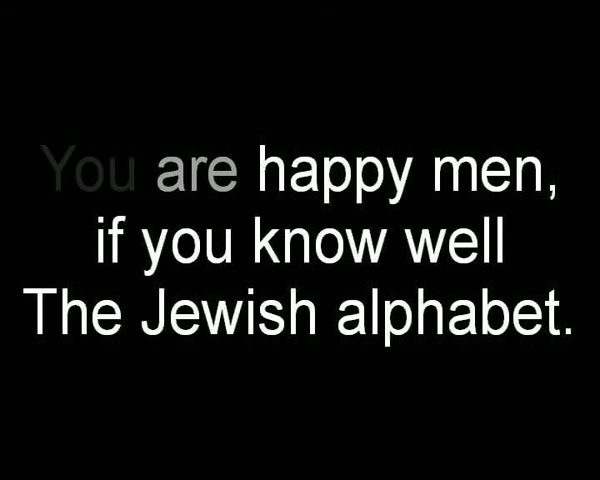 You are happy men,
if you know well
The Jewish alphabet.